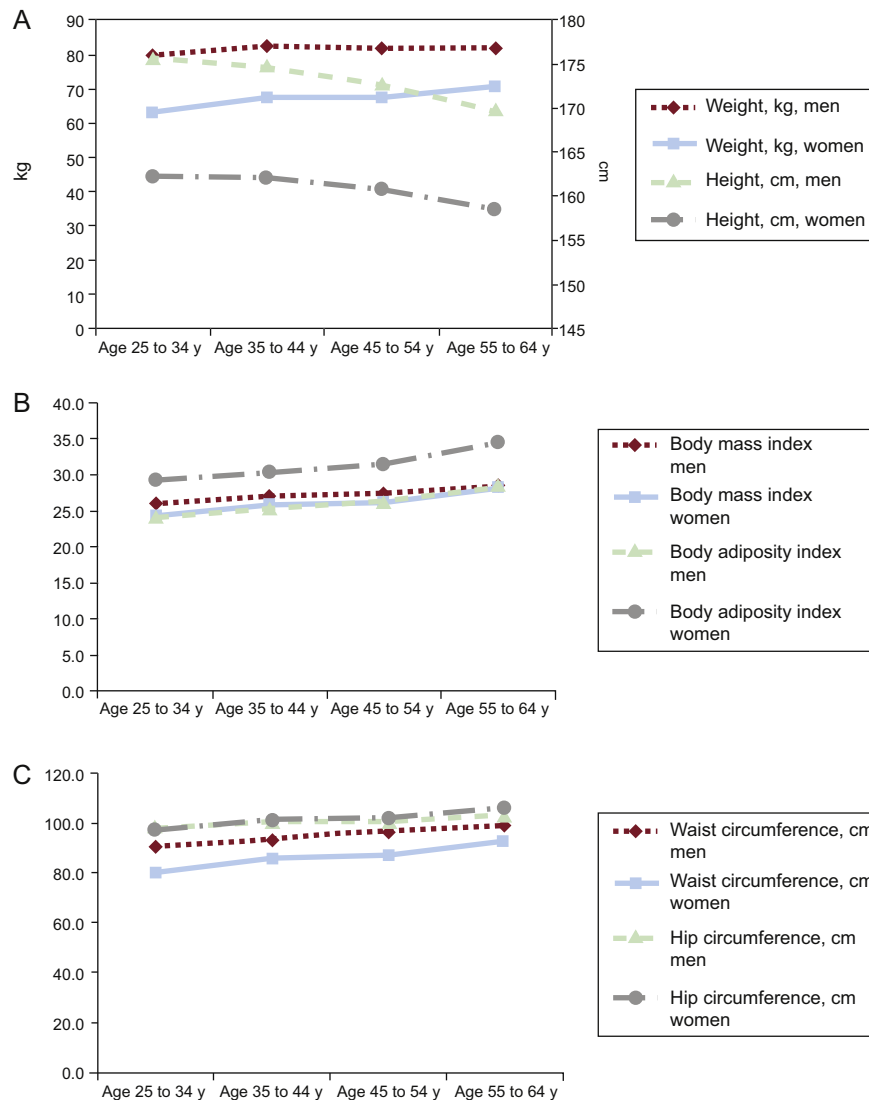 A
90
80
70
60
50
40
30
20
10
0
kg
180
175
170
165
160
155
150
145
cm
Age 25 to 34 y Age 35 to 44 y Age 45 to 54 y Age 55 to 64 y
Weight, kg, men
Weight, kg, women
Height, cm, men
Height, cm, women
B
40.0
35.0
30.0
25.0
20.0
15.0
10.0
5.0
0.0
Age 25 to 34 y Age 35 to 44 y Age 45 to 54 y Age 55 to 64 y
Body mass index
men
Body mass index
women
Body adiposity index
men
Body adiposity index
women
C
120.0
100.0
80.0
60.0
40.0
20.0
0.0
Age 25 to 34 y Age 35 to 44 y Age 45 to 54 y Age 55 to 64 y
Waist circumference, cm
men
Waist circumference, cm
women
Hip circumference, cm
men
Hip circumference, cm
women